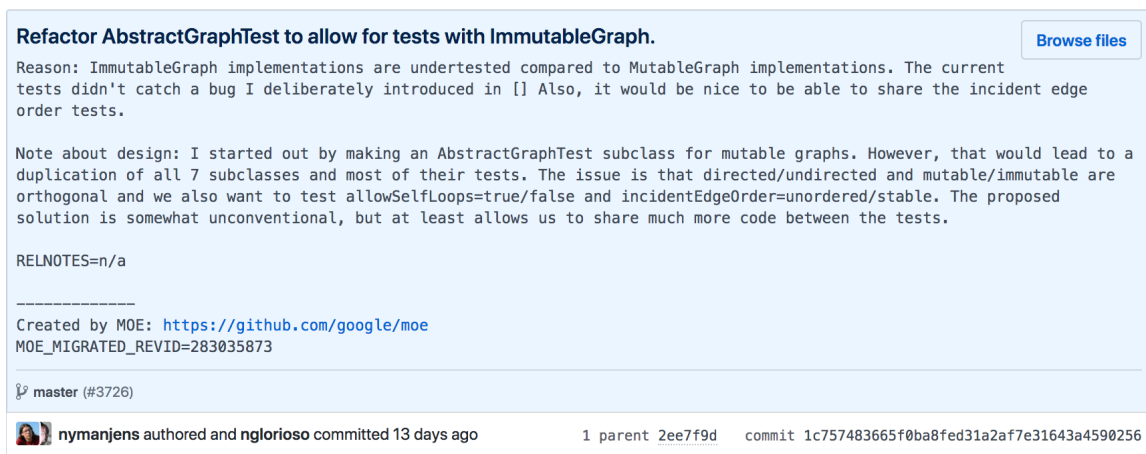 Refactor AbstractGraphTest to allow for tests with ImmutableGraph.
Browse files
Reason: ImmutableGraph implementations are undertested compared to MutableGraph implementations. The current
tests didn't catch a bug I deliberately introduced in [] Also, it would be nice to be able to share the incident edge
order tests.
Note about design: I started out by making an AbstractGraphTest subclass for mutable graphs. However, that would lead to a
duplication of all 7 subclasses and most of their tests. The issue is that directed/undirected and mutable/immutable are
orthogonal and we also want to test allowSelfLoops=true/false and incidentEdgeOrder=unordered/stable. The proposed
solution is somewhat unconventional, but at least allows us to share much more code between the tests.
RELNOTES=n/a
-------------
Created by MOE: https://github.com/google/moe
MOE_MIGRATED_REVID=283035873
master (#3726)
nymanjens authored and nglorioso committed 13 days ago 1 parent 2ee7f9d commit 1c757483665f0ba8fed31a2af7e31643a4590256